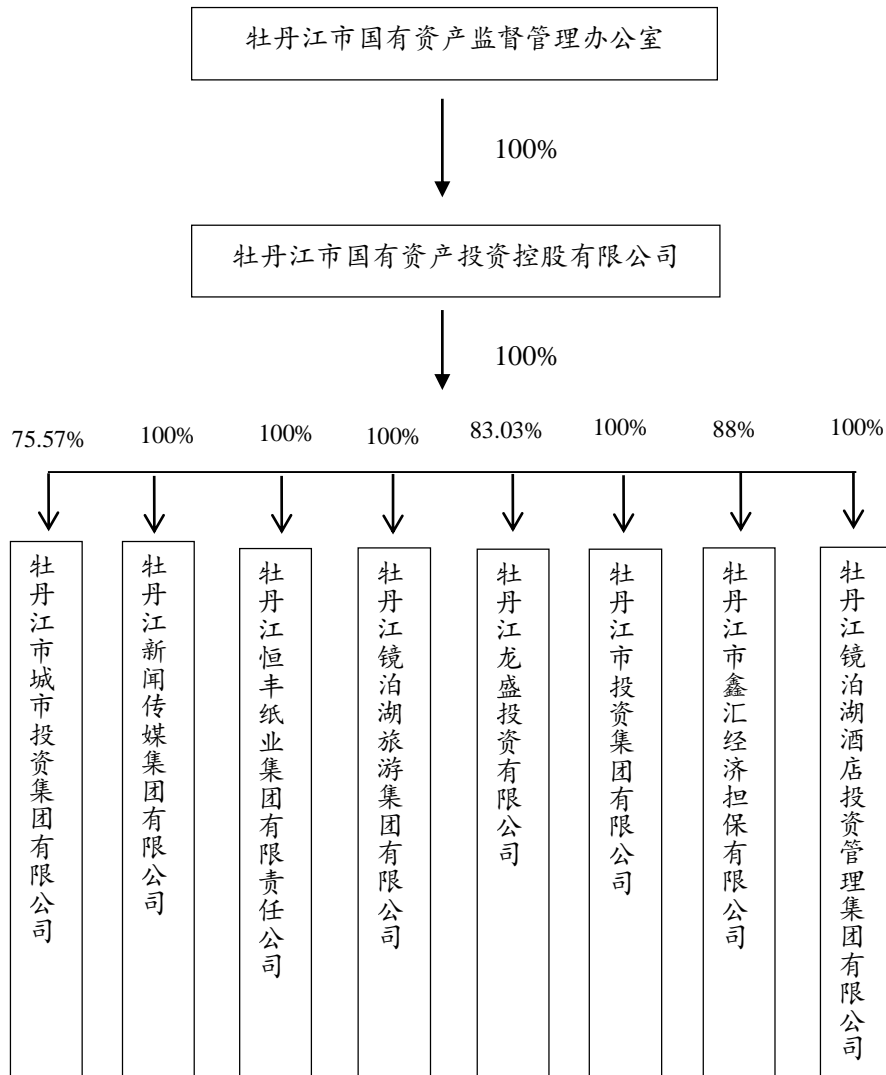 牡丹江市国有资产监督管理办公室
100%
牡丹江市国有资产投资控股有限公司
100%
75.57%
100%
100%
100%
83.03%
100%
88%
100%
牡丹江市城市投资集团有限公司
牡丹江新闻传媒集团有限公司
牡丹江恒丰纸业集团有限责任公司
牡丹江镜泊湖旅游集团有限公司
牡丹江龙盛投资有限公司
牡丹江市投资集团有限公司
牡丹江市鑫汇经济担保有限公司
牡丹江镜泊湖酒店投资管理集团有限公司